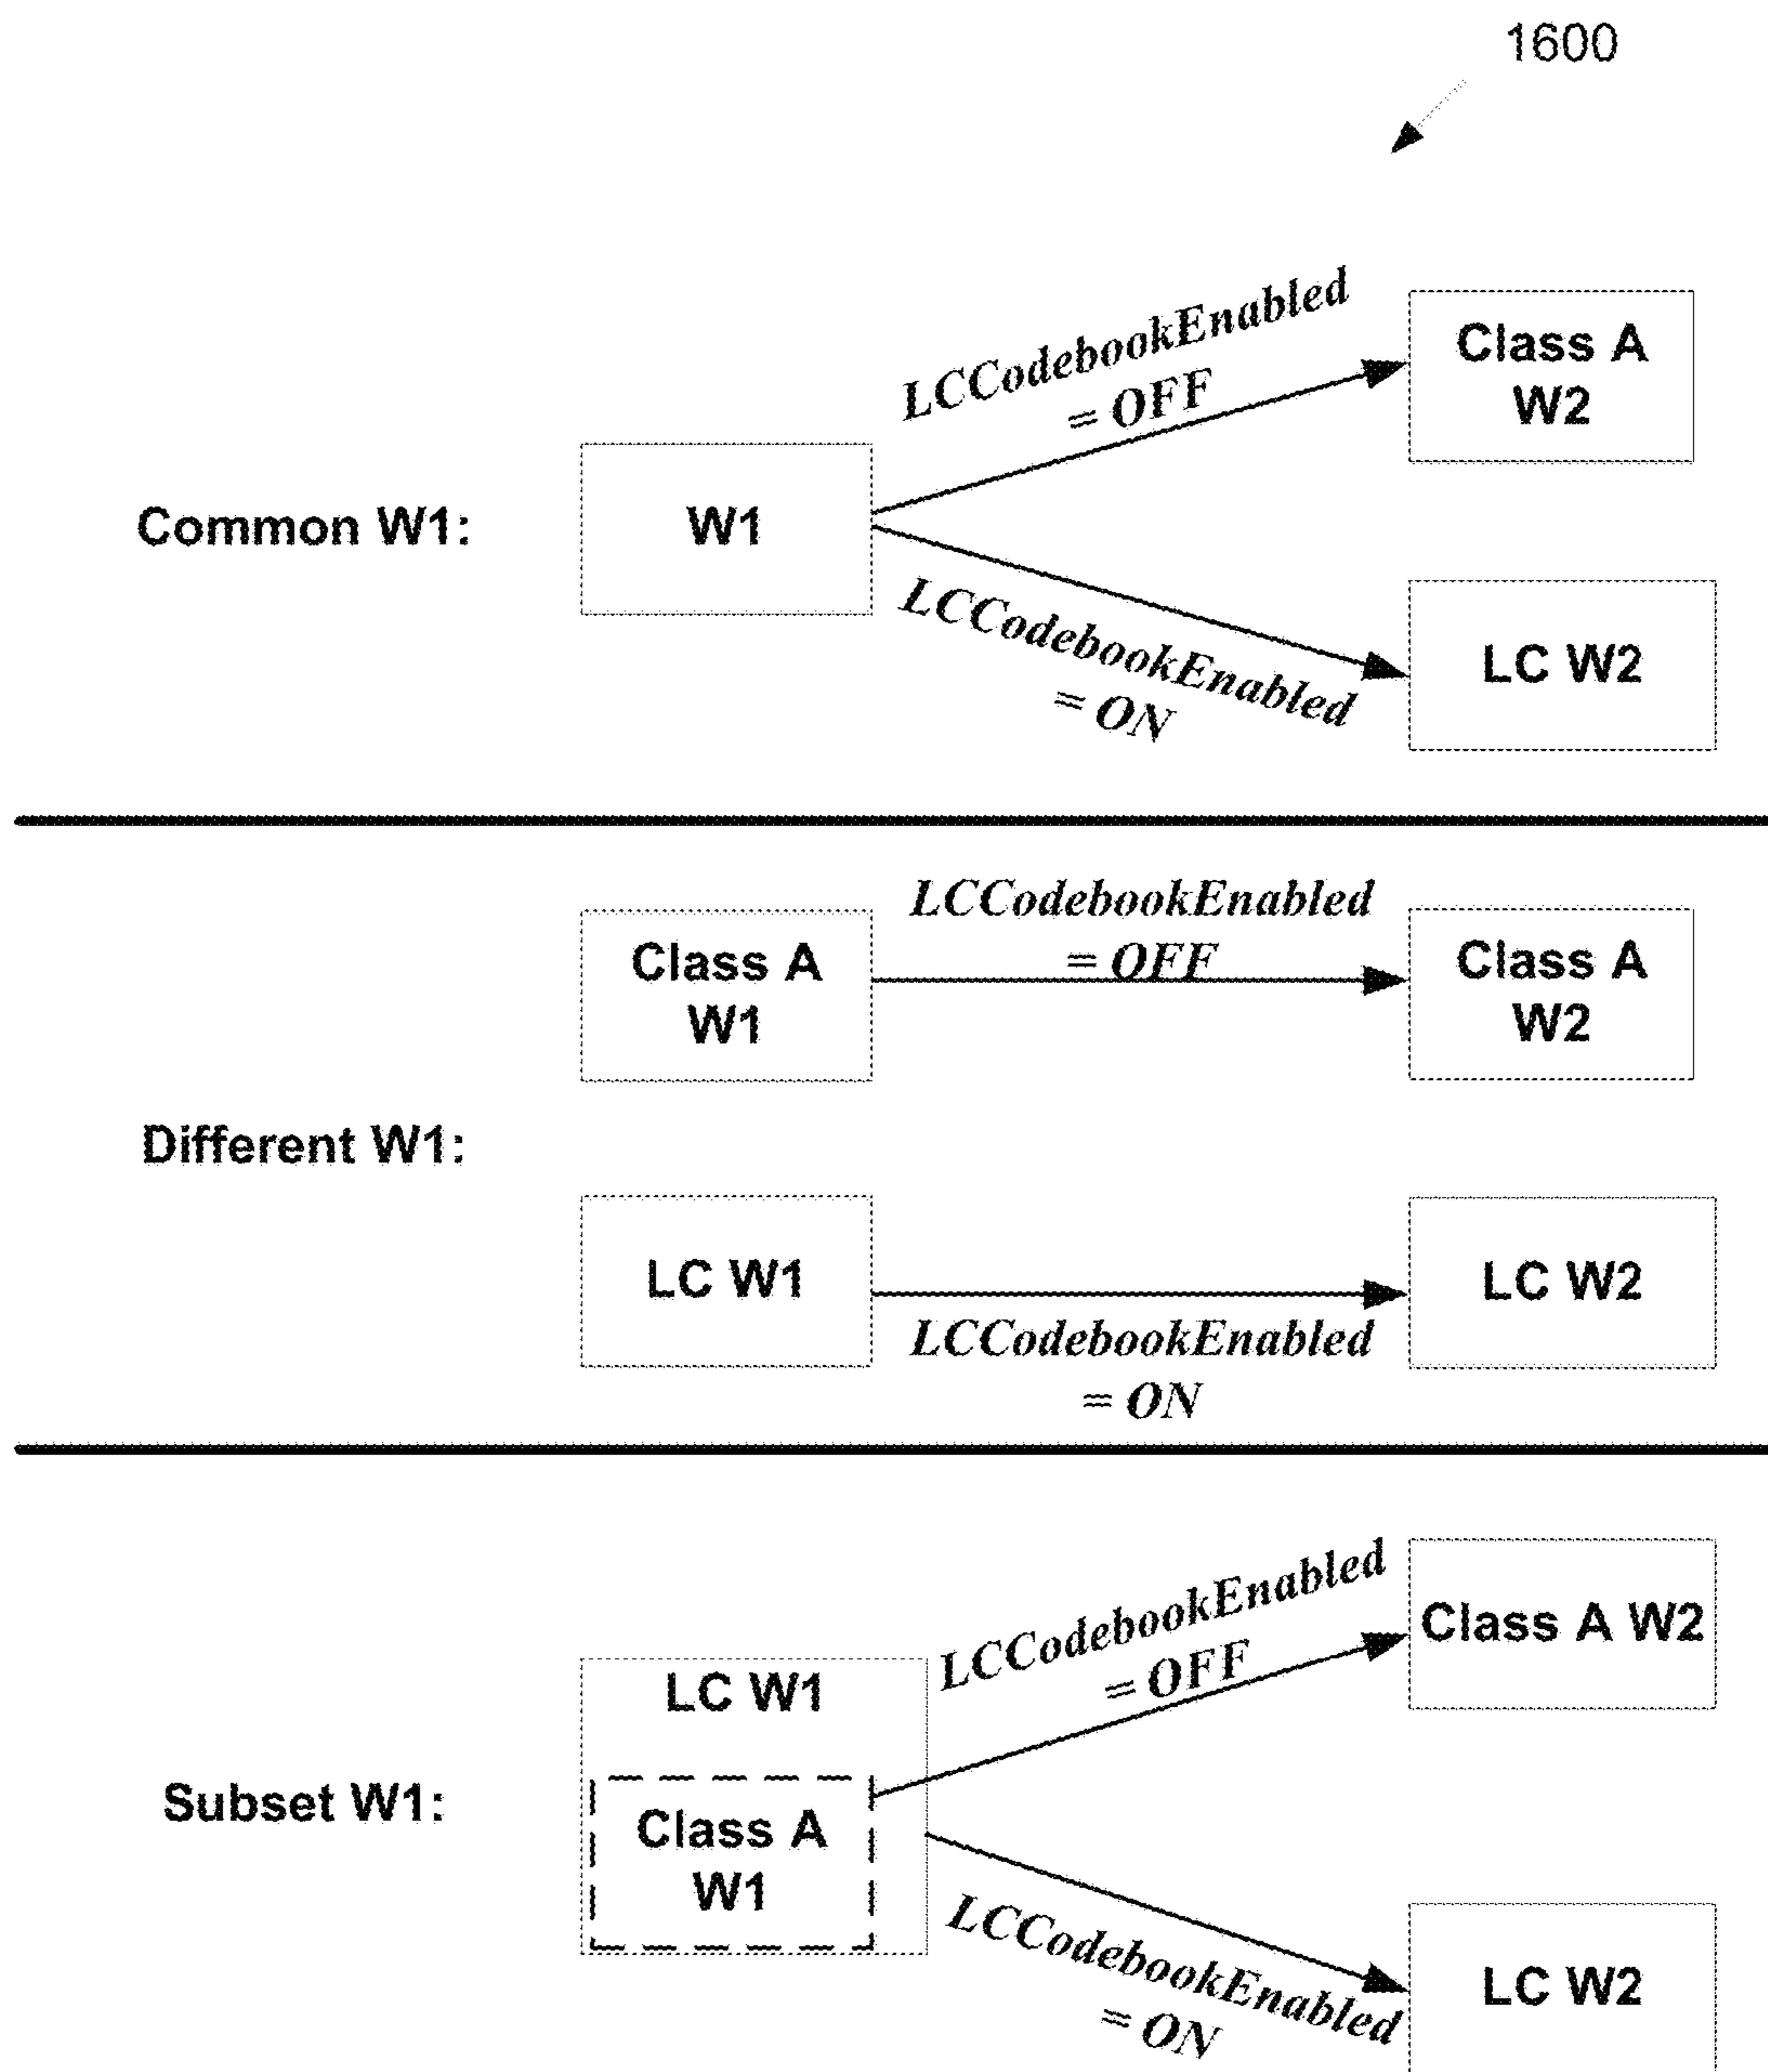 1600
LCCodebookEnabled
= OFF
Class A
W2
Common W1:
W1
LCCodebookEnabled
= ON
LC W2
Class A
W1
LCCodebookEnabled
= OFF
Class A
W2
Different W1:
LC W1
LCCodebookEnabled
= ON
LC W2
Subset W1:
LC W1
Class A
W1
LCCodebookEnabled
= OFF
Class A W2
LCCodebookEnabled
= ON
LC W2